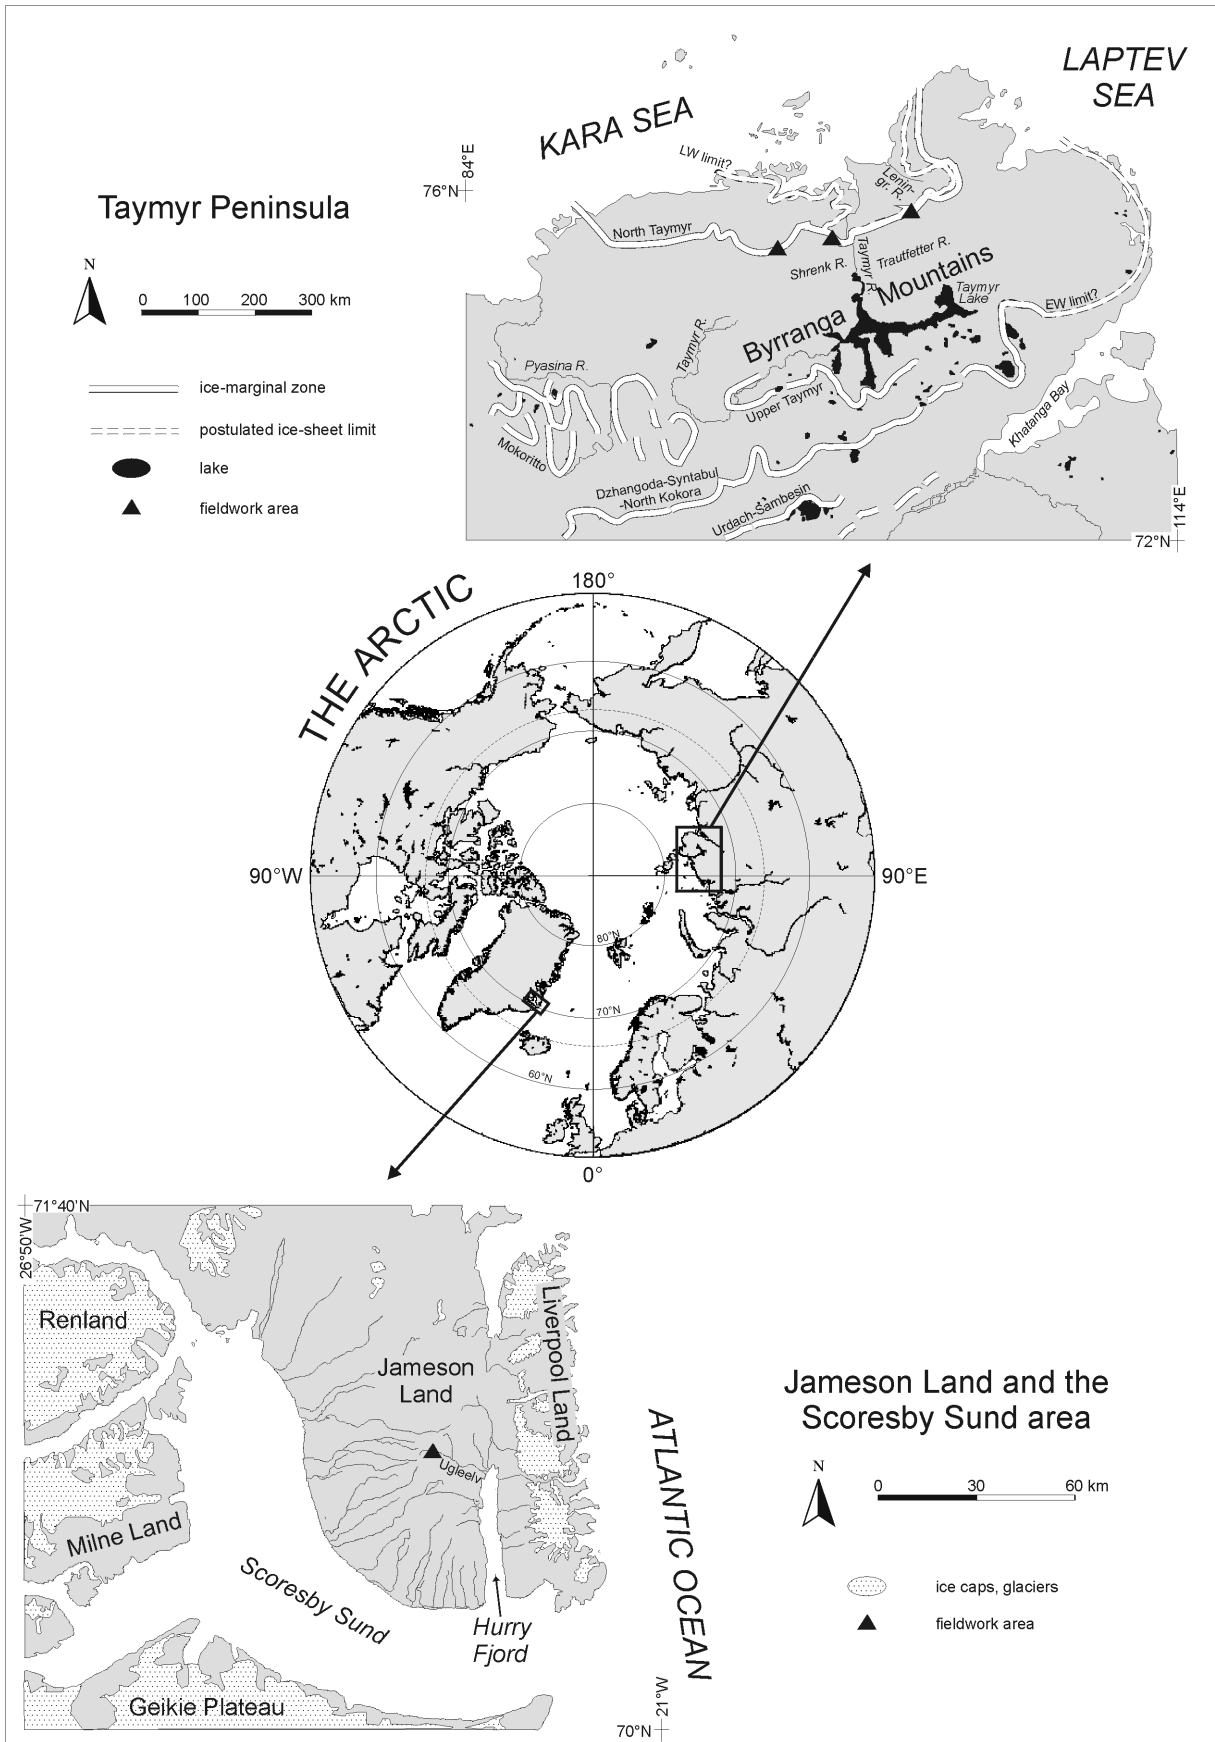 LAPTEV
SEA
KARA SEA
84°E
76°N
LW limit?
Lenin-
gr. R.
Taymyr Peninsula
North Taymyr
Shrenk R.
Taymyr R.
Trautfetter R.
N
0 100 200 300 km
Byrranga Mountains
Taymyr
Lake
EW limit?
Taymyr R.
Pyasina R.
ice-marginal zone
Upper Taymyr
Khatanga Bay
postulated ice-sheet limit
Mokoritto
lake
Dzhangoda-Syntabul
-North Kokora
Urdach-Sambesin
fieldwork area
114°E
72°N
THE ARCTIC
180°
90°W
90°E
80°N
70°N
60°N
0°
71°40'N
26°50'W
Renland
Liverpool Land
Jameson
Land
Jameson Land and the
Scoresby Sund area
Ugleelv
ATLANTIC OCEAN
N
0 30 60 km
Milne Land
Scoresby Sund
ice caps, glaciers
fieldwork area
Hurry
Fjord
Geikie Plateau
21°W
70°N